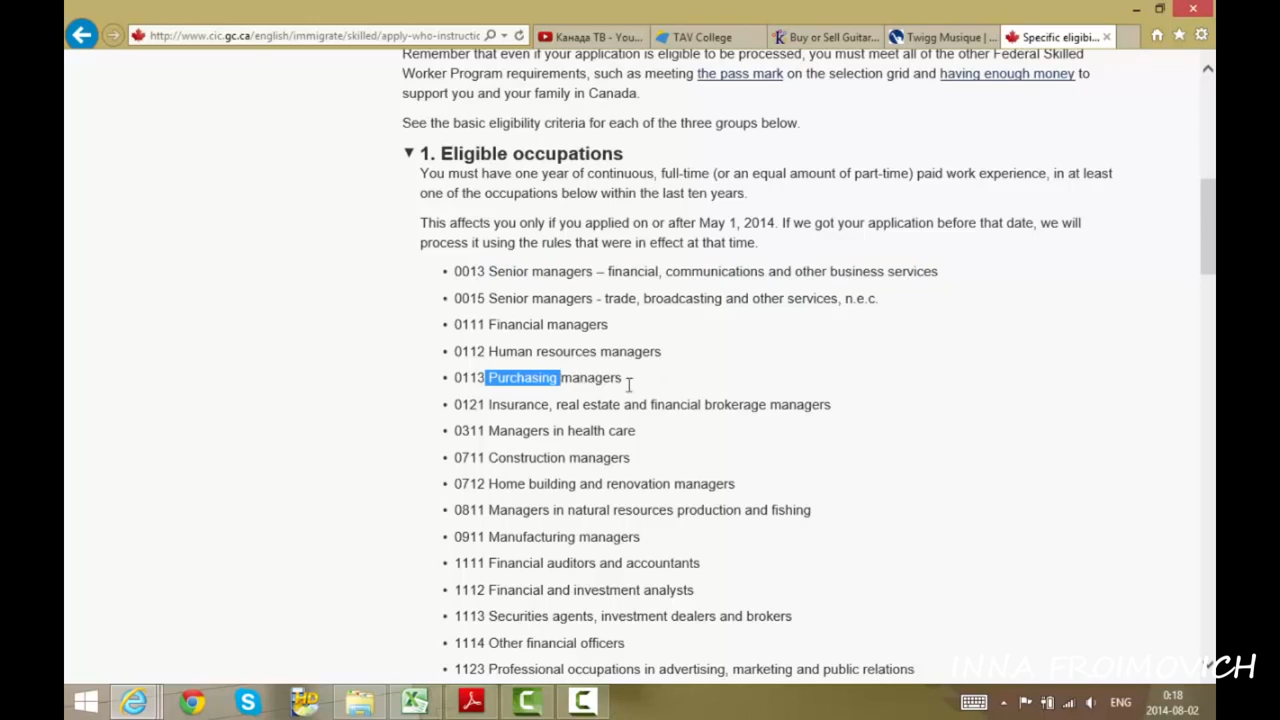 http://www.cic.gc.ca/english/immigrate/skilled/apply-who-instructic
Канада ТВ - You...
TAV College
Buy or Sell Guitar...
Twigg Musique | ...
Specific eligibi...
Remember that even if your application is eligible to be processed, you must meet all of the other Federal Skilled
Worker Program requirements, such as meeting the pass mark on the selection grid and having enough money to
support you and your family in Canada.
See the basic eligibility criteria for each of the three groups below.
▼ 1. Eligible occupations
You must have one year of continuous, full-time (or an equal amount of part-time) paid work experience, in at least
one of the occupations below within the last ten years.
This affects you only if you applied on or after May 1, 2014. If we got your application before that date, we will
process it using the rules that were in effect at that time.
• 0013 Senior managers – financial, communications and other business services
• 0015 Senior managers - trade, broadcasting and other services, n.e.c.
• 0111 Financial managers
• 0112 Human resources managers
• 0113 Purchasing managers
• 0121 Insurance, real estate and financial brokerage managers
• 0311 Managers in health care
• 0711 Construction managers
• 0712 Home building and renovation managers
• 0811 Managers in natural resources production and fishing
• 0911 Manufacturing managers
• 1111 Financial auditors and accountants
• 1112 Financial and investment analysts
• 1113 Securities agents, investment dealers and brokers
• 1114 Other financial officers
• 1123 Professional occupations in advertising, marketing and public relations
INNA FROIMOVICH
ENG
0:18
2014-08-02